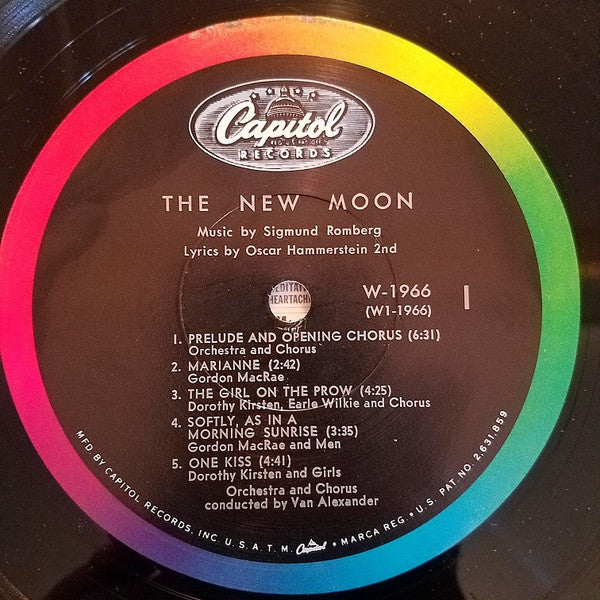 Capitol
RECORDS
THE NEW MOON
Music by Sigmund Romberg
Lyrics by Oscar Hammerstein 2nd
W-1966 I
(W1-1966)
HEARTACH
1. PRELUDE AND OPENING CHORUS (6:31)
Orchestra and Chorus
2. MARIANNE (2:42)
Gordon MacRae
3. THE GIRL ON THE PROW (4:25)
Dorothy Kirsten, Earle Wilkie and Chorus
4. SOFTLY, AS IN A
MORNING SUNRISE (3:35)
Gordon MacRae and Men
5. ONE KISS (4:41)
Dorothy Kirsten and Girls
Orchestra and Chorus
conducted by Van Alexander
MFD BY CAPITOL RECORDS, INC. U.S.A. T.M. Capitol • MARCA REG. • U.S. PAT. NO. 2,631,859